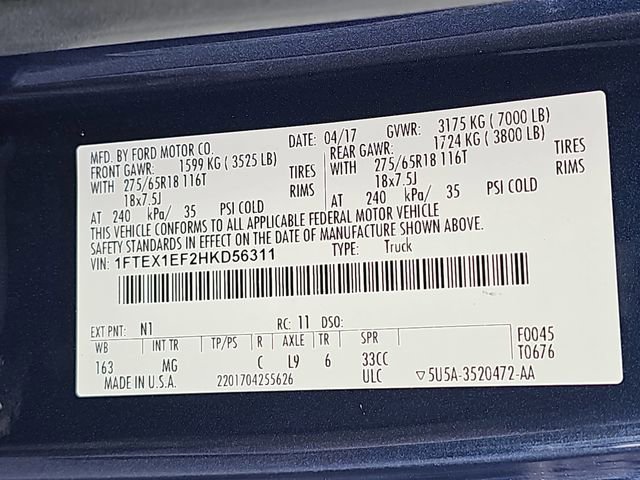 MFD. BY FORD MOTOR CO. DATE: 04/17 GVWR: 3175 KG ( 7000 LB)
FRONT GAWR: 1599 KG ( 3525 LB) REAR GAWR: 1724 KG ( 3800 LB)
WITH 275/65R18 116T TIRES WITH 275/65R18 116T TIRES
18x7.5J RIMS 18x7.5J RIMS
AT 240 kPa/ 35 PSI COLD AT 240 kPa/ 35 PSI COLD
THIS VEHICLE CONFORMS TO ALL APPLICABLE FEDERAL MOTOR VEHICLE
SAFETY STANDARDS IN EFFECT ON THE DATE OF MANUFACTURE SHOWN ABOVE.
VIN: 1FTEX1EF2HKD56311 TYPE: Truck
EXT PNT: N1 RC: 11 DSO:
WB INT TR TP/PS R AXLE TR SPR F0045
163 MG C L9 6 33CC T0676
MADE IN U.S.A. 2201704255626 ULC ▽5U5A-3520472-AA